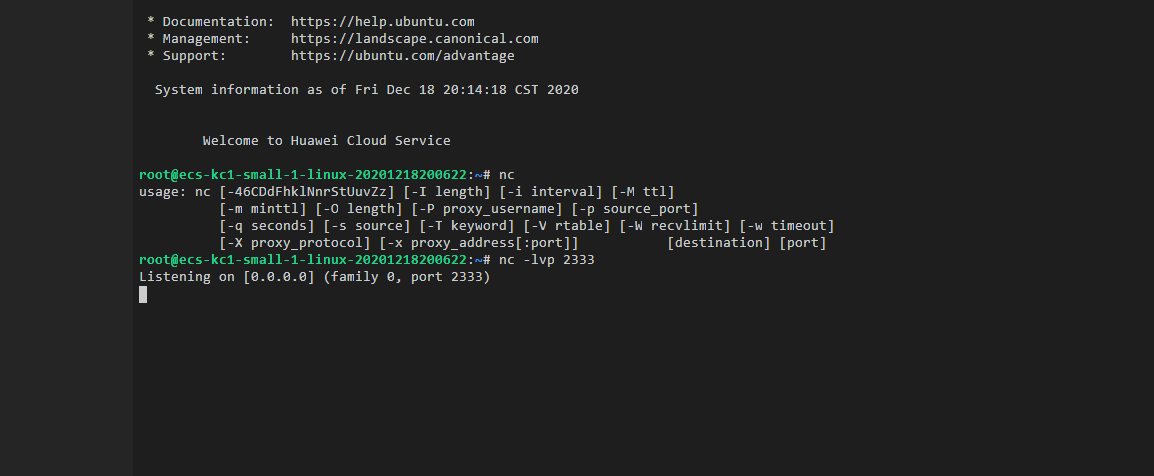 * Documentation:  https://help.ubuntu.com
* Management:     https://landscape.canonical.com
* Support:        https://ubuntu.com/advantage
System information as of Fri Dec 18 20:14:18 CST 2020
Welcome to Huawei Cloud Service
root@ecs-kc1-small-1-linux-20201218200622:~# nc
usage: nc [-46CDdFhklNnrStUuvZz] [-I length] [-i interval] [-M ttl]
[-m minttl] [-O length] [-P proxy_username] [-p source_port]
[-q seconds] [-s source] [-T keyword] [-V rtable] [-W recvlimit] [-w timeout]
[-X proxy_protocol] [-x proxy_address[:port]]           [destination] [port]
root@ecs-kc1-small-1-linux-20201218200622:~# nc -lvp 2333
Listening on [0.0.0.0] (family 0, port 2333)